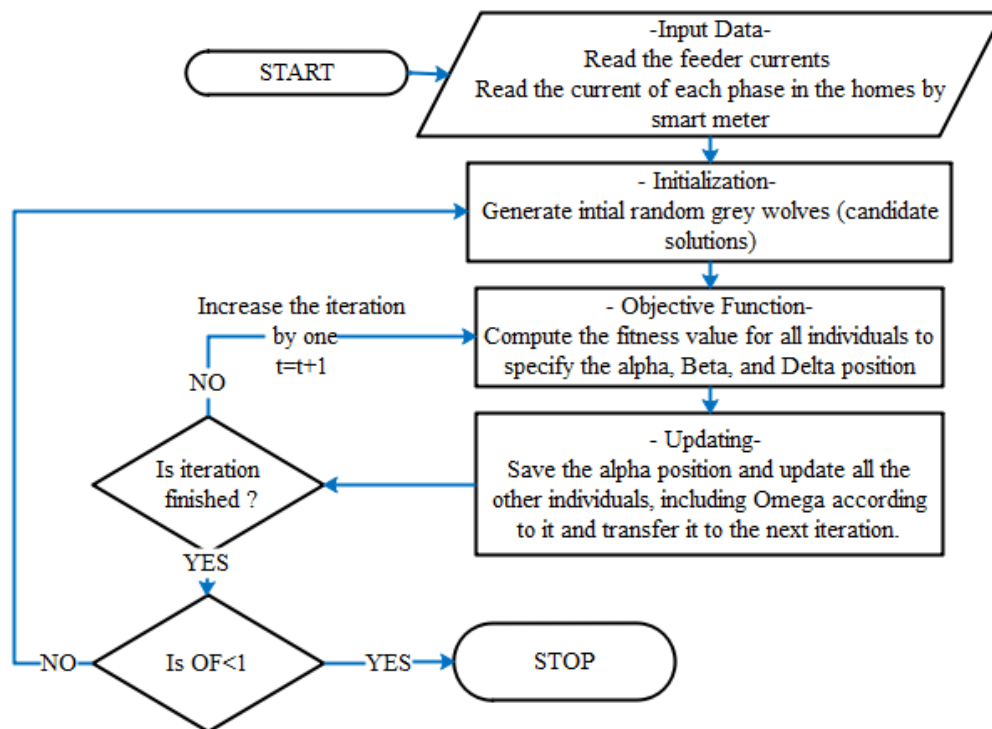 START
-Input Data-
Read the feeder currents
Read the current of each phase in the homes by
smart meter
- Initialization-
Generate intial random grey wolves (candidate
solutions)
Increase the iteration
by one
t=t+1
- Objective Function-
Compute the fitness value for all individuals to
specify the alpha, Beta, and Delta position
NO
- Updating-
Save the alpha position and update all the
other individuals, including Omega according
to it and transfer it to the next iteration.
Is iteration
finished ?
YES
NO
Is OF<1
YES
STOP